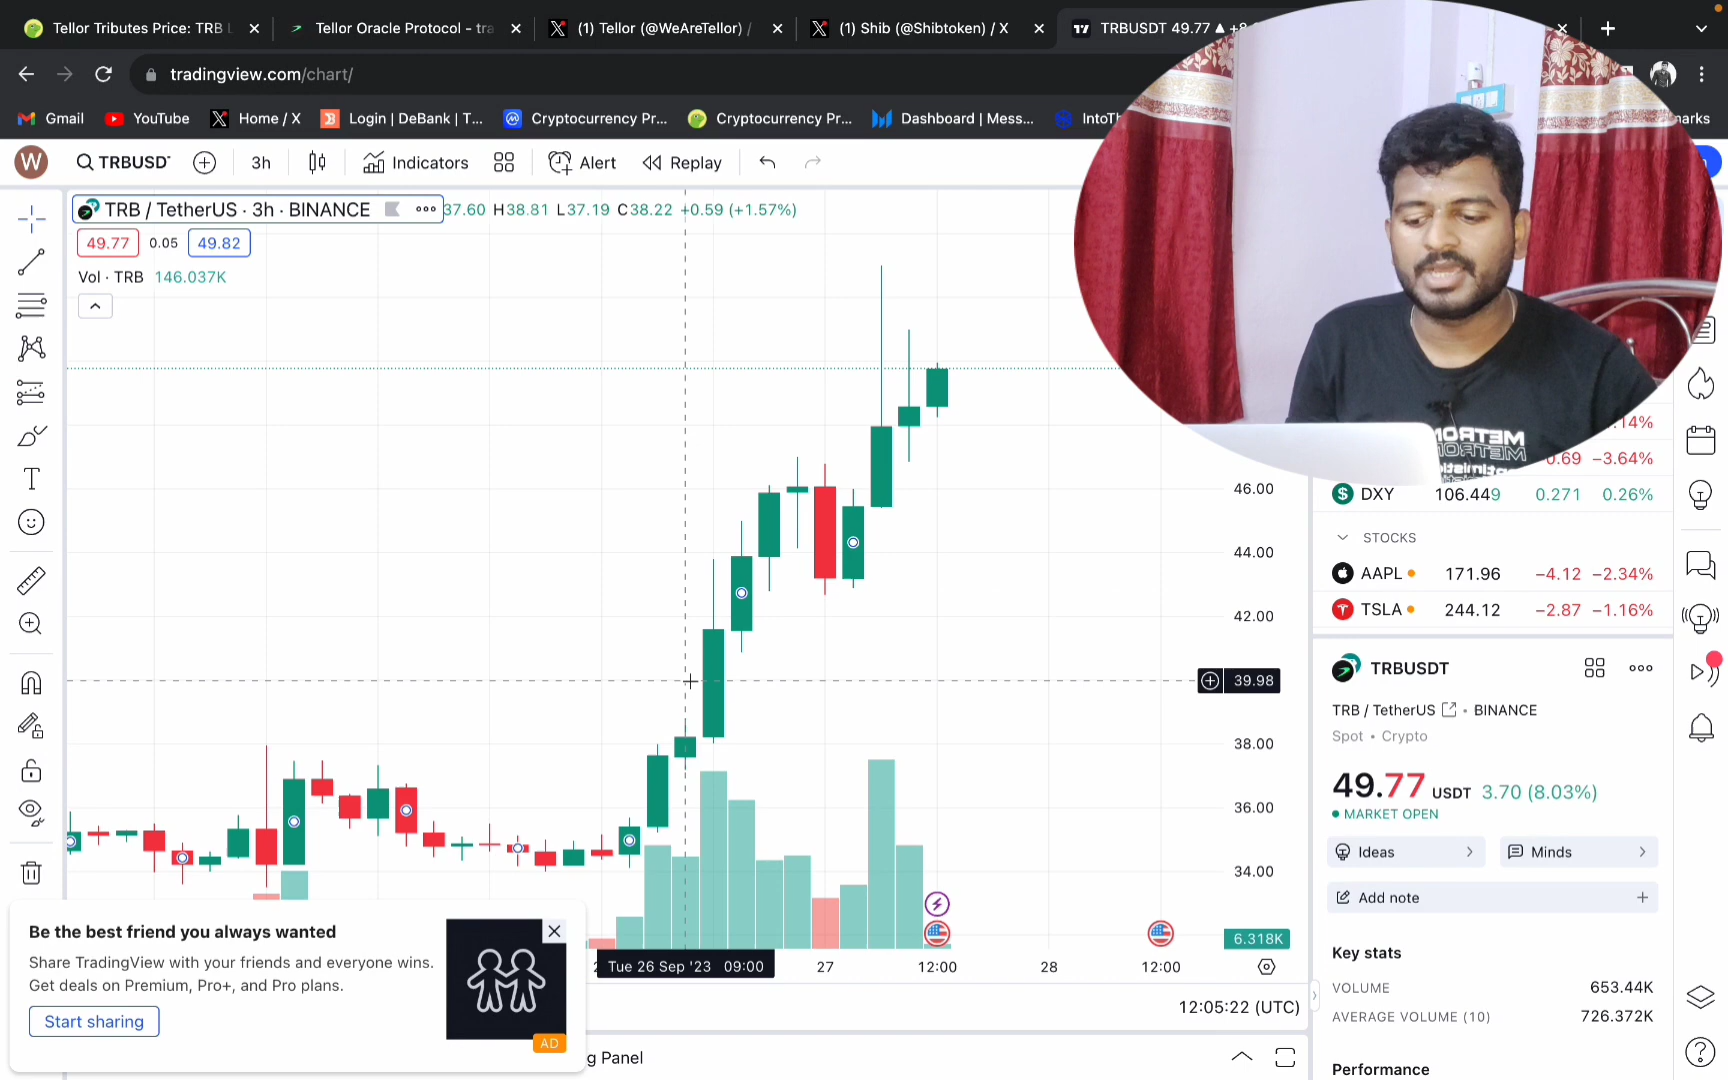 Tellor Tributes Price: TRB L
Tellor Oracle Protocol - tra
(1) Tellor (@WeAreTellor) /
(1) Shib (@Shibtoken) / X
TRBUSDT 49.77 ▲ +8
tradingview.com/chart/
Gmail
YouTube
Home / X
Login | DeBank | T...
Cryptocurrency Pr...
Cryptocurrency Pr...
Dashboard | Mess...
W
TRBUSD
3h
Indicators
Alert
Replay
TRB / TetherUS · 3h · BINANCE
37.60 H38.81 L37.19 C38.22 +0.59 (+1.57%)
49.77 0.05 49.82
Vol · TRB 146.037K
46.00
44.00
42.00
39.98
38.00
36.00
34.00
6.318K
Tue 26 Sep '23 09:00
27
12:00
28
12:00
12:05:22 (UTC)
Be the best friend you always wanted
Share TradingView with your friends and everyone wins.
Get deals on Premium, Pro+, and Pro plans.
Start sharing
AD
g Panel
.14%
0.69 −3.64%
DXY 106.449 0.271 0.26%
STOCKS
AAPL 171.96 −4.12 −2.34%
TSLA 244.12 −2.87 −1.16%
TRBUSDT
TRB / TetherUS • BINANCE
Spot • Crypto
49.77 USDT 3.70 (8.03%)
MARKET OPEN
Ideas
Minds
Add note
Key stats
VOLUME 653.44K
AVERAGE VOLUME (10) 726.372K
Performance